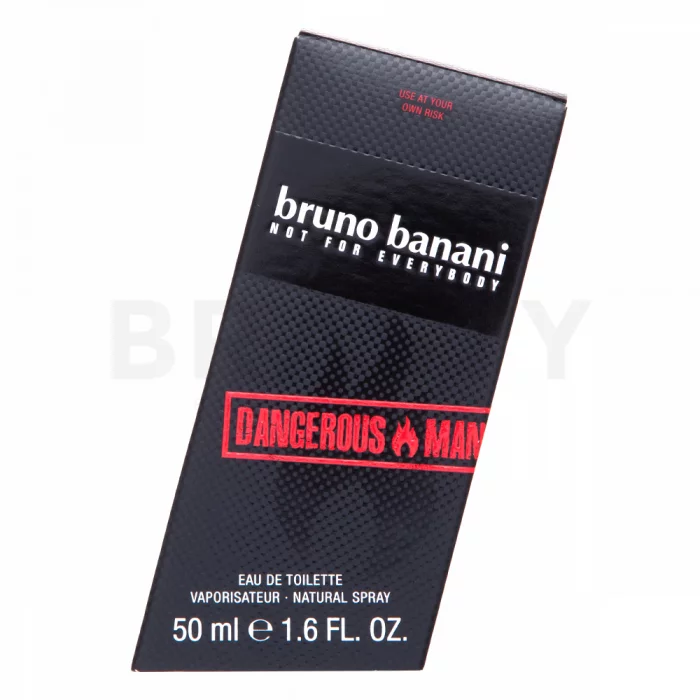 USE AT YOUR
OWN RISK
bruno banani
NOT FOR EVERYBODY
DANGEROUS MAN
EAU DE TOILETTE
VAPORISATEUR · NATURAL SPRAY
50 ml ℮ 1.6 FL. OZ.